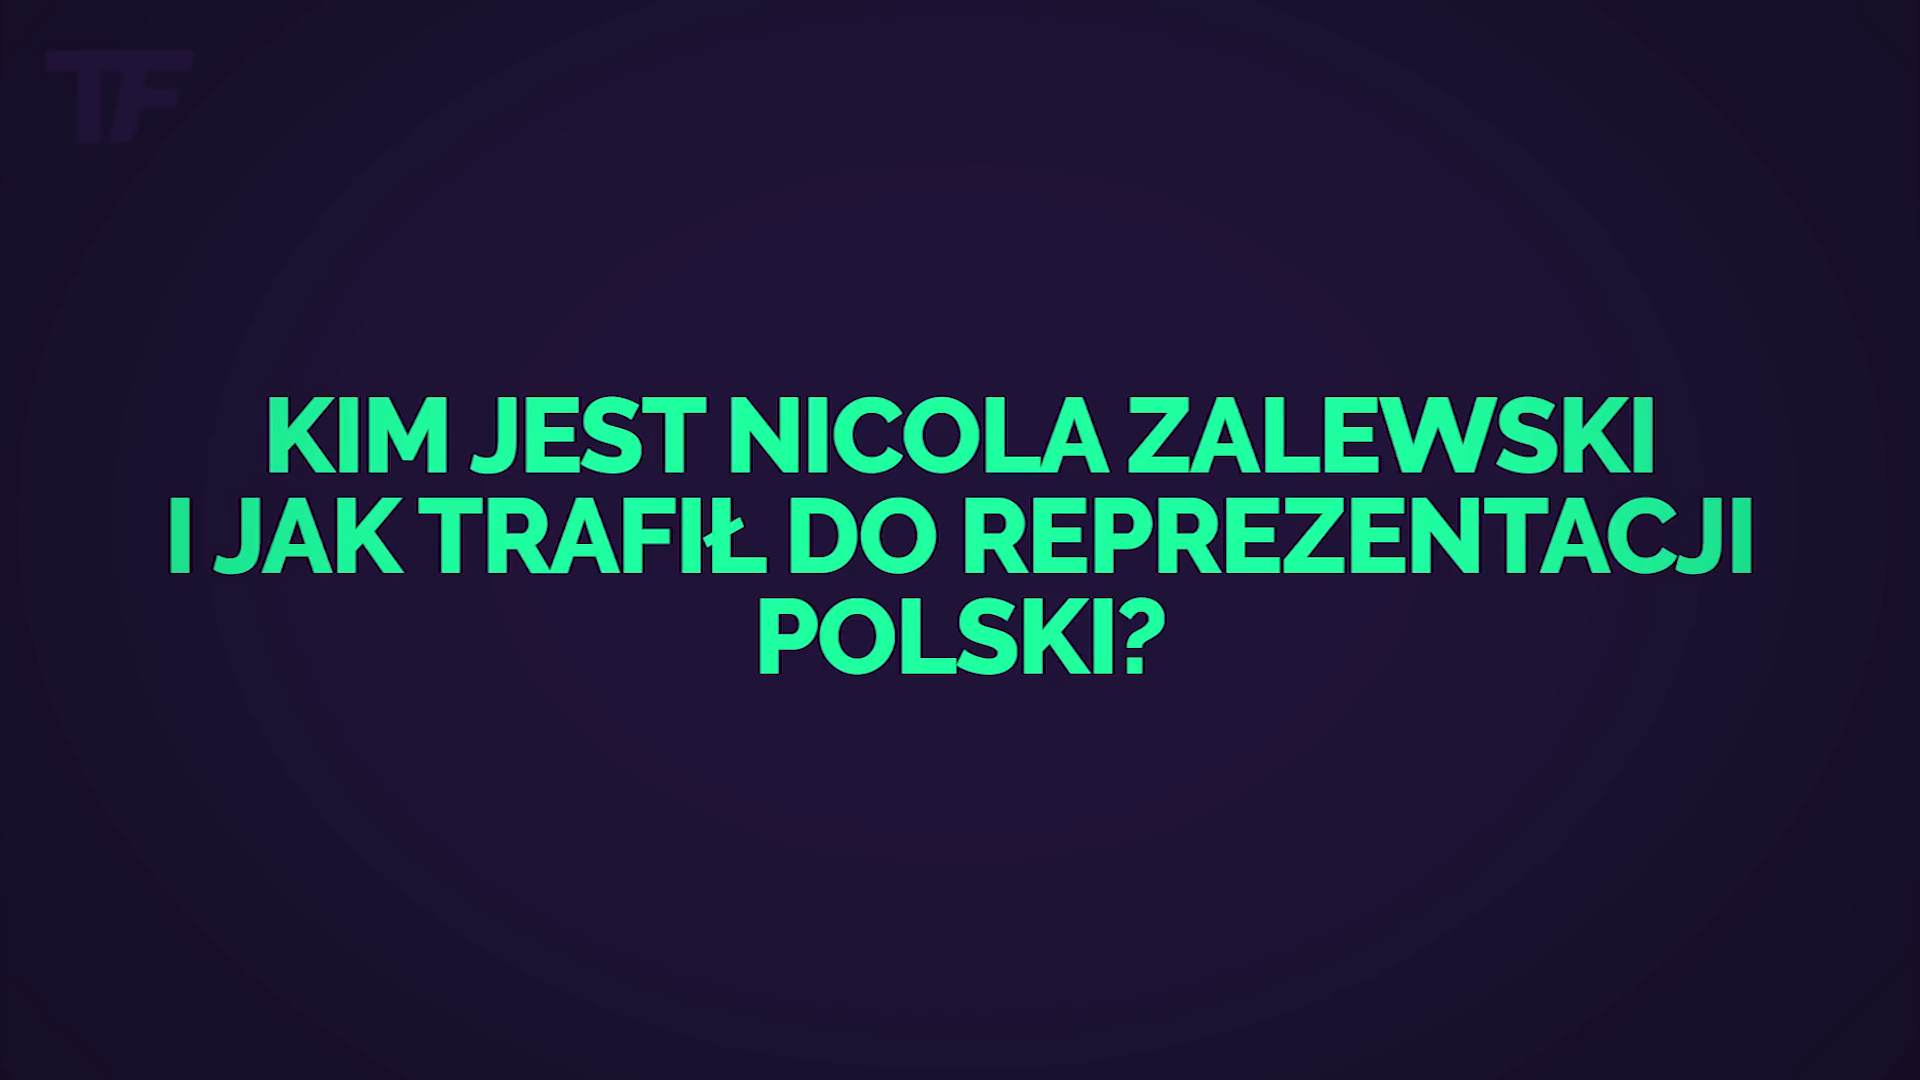 TF
KIM JEST NICOLA ZALEWSKI
I JAK TRAFIŁ DO REPREZENTACJI
POLSKI?